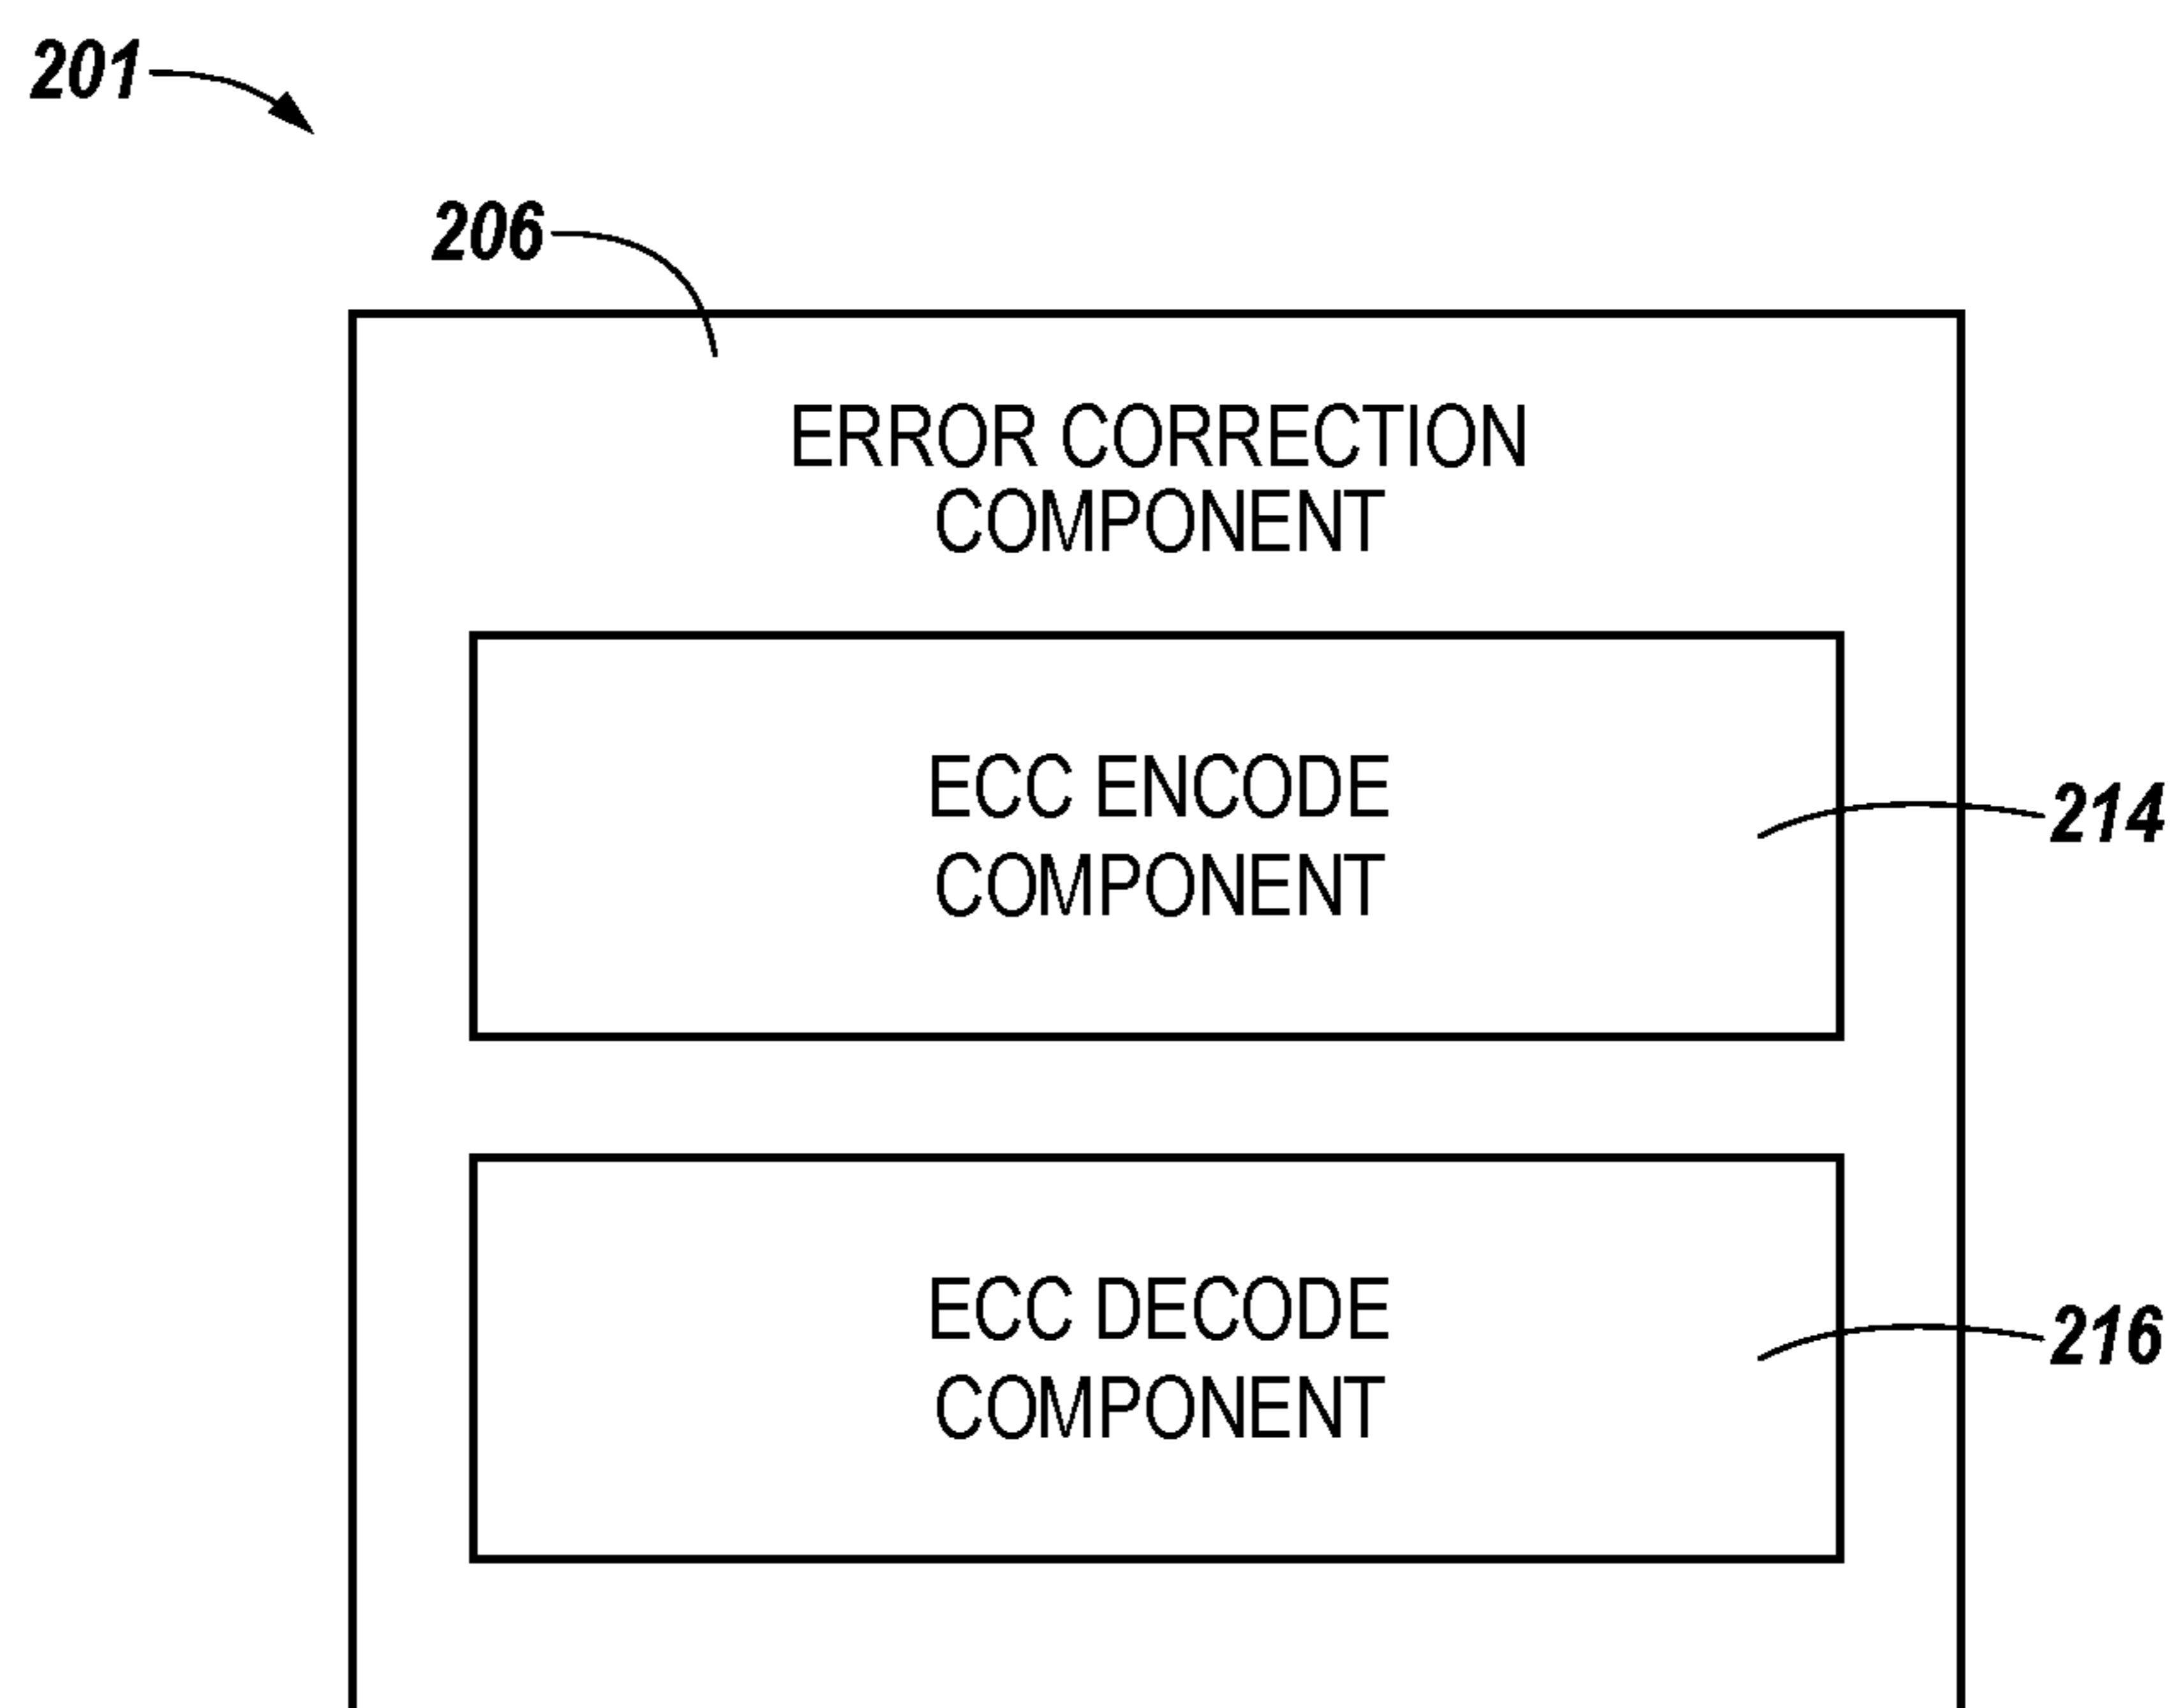 201
206
ERROR CORRECTION
COMPONENT
ECC ENCODE
COMPONENT
214
ECC DECODE
COMPONENT
216